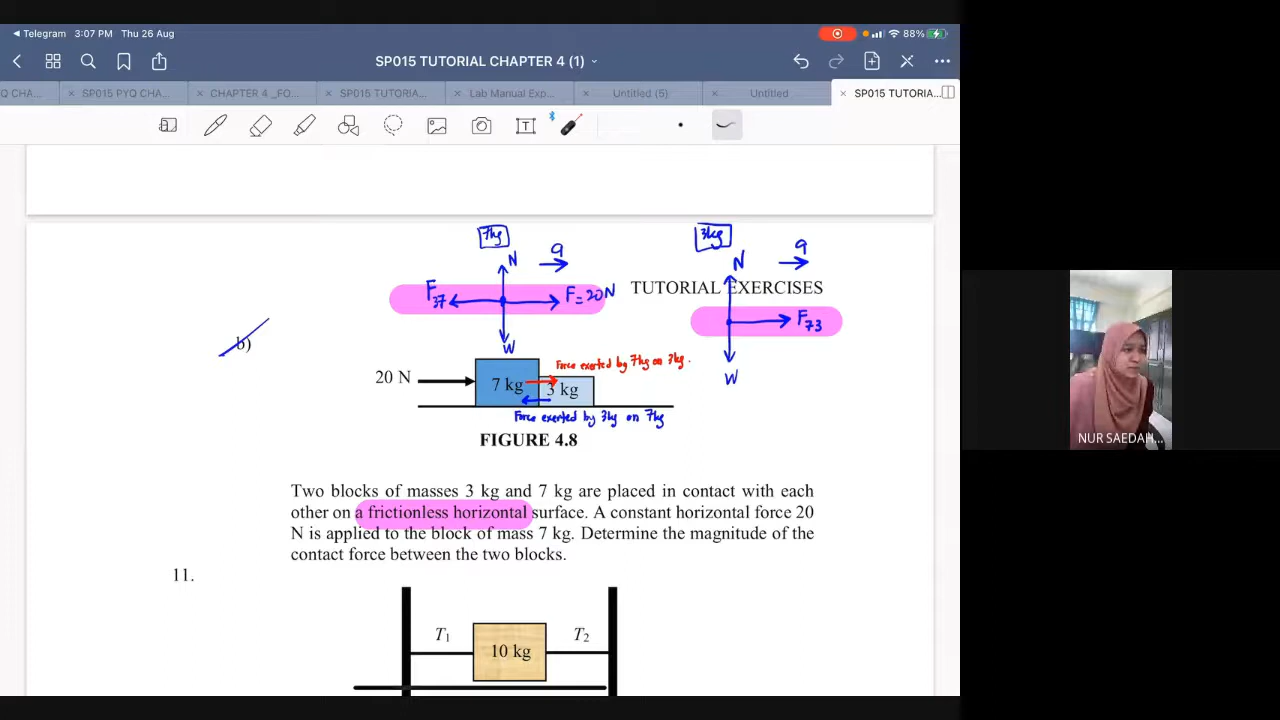 Telegram 3:07 PM Thu 26 Aug 88%
SP015 TUTORIAL CHAPTER 4 (1)
Q CHA... SP015 PYQ CHA... CHAPTER 4 _FO... SP015 TUTORIA... Lab Manual Exp... Untitled (5) Untitled SP015 TUTORIA...
T
7kg 3kg
N a N a
F37 F=20N TUTORIAL EXERCISES
F73
b) W
Force exerted by 7kg on 3kg.
W
20 N 7 kg 3 kg
Force exerted by 3kg on 7kg
FIGURE 4.8
NUR SAEDAH...
Two blocks of masses 3 kg and 7 kg are placed in contact with each
other on a frictionless horizontal surface. A constant horizontal force 20
N is applied to the block of mass 7 kg. Determine the magnitude of the
contact force between the two blocks.
11.
T1 10 kg T2